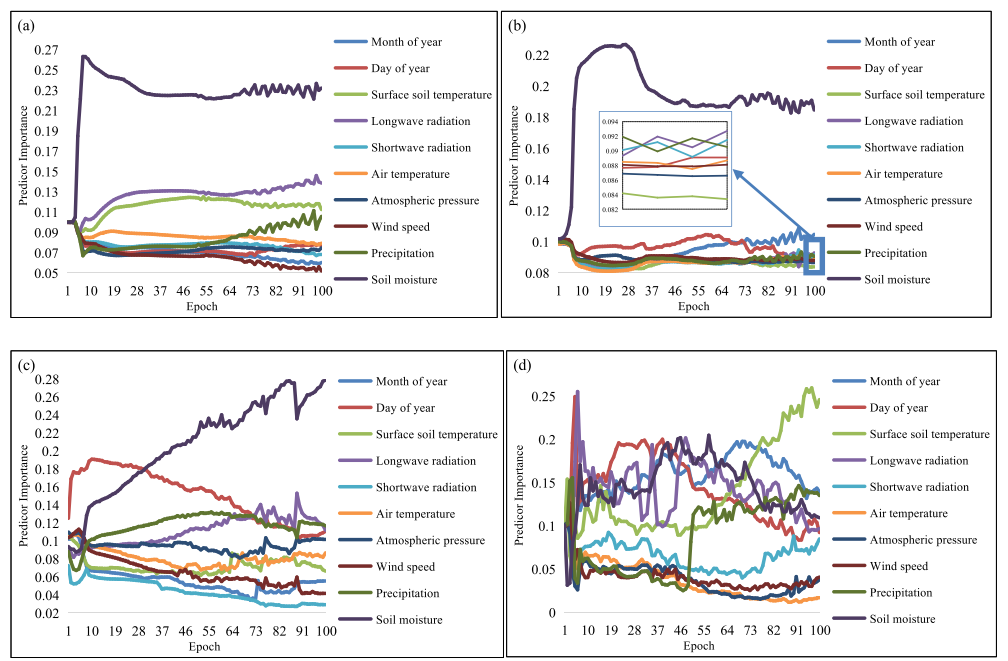 (a)
0.27
0.25
0.23
0.21
0.19
0.17
0.15
0.13
0.11
0.09
0.07
0.05
Predicor Importance
1 10 19 28 37 46 55 64 73 82 91 100
Epoch
Month of year
Day of year
Surface soil temperature
Longwave radiation
Shortwave radiation
Air temperature
Atmospheric pressure
Wind speed
Precipitation
Soil moisture
(b)
0.22
0.2
0.18
0.16
0.14
0.12
0.1
0.08
Predicor Importance
0.094
0.092
0.09
0.088
0.086
0.084
0.082
1 10 19 28 37 46 55 64 73 82 91 100
Epoch
Month of year
Day of year
Surface soil temperature
Longwave radiation
Shortwave radiation
Air temperature
Atmospheric pressure
Wind speed
Precipitation
Soil moisture
(c)
0.28
0.26
0.24
0.22
0.2
0.18
0.16
0.14
0.12
0.1
0.08
0.06
0.04
0.02
Predicor Importance
1 10 19 28 37 46 55 64 73 82 91 100
Epoch
Month of year
Day of year
Surface soil temperature
Longwave radiation
Shortwave radiation
Air temperature
Atmospheric pressure
Wind speed
Precipitation
Soil moisture
(d)
0.25
0.2
0.15
0.1
0.05
0
Predicor Importance
1 10 19 28 37 46 55 64 73 82 91 100
Epoch
Month of year
Day of year
Surface soil temperature
Longwave radiation
Shortwave radiation
Air temperature
Atmospheric pressure
Wind speed
Precipitation
Soil moisture